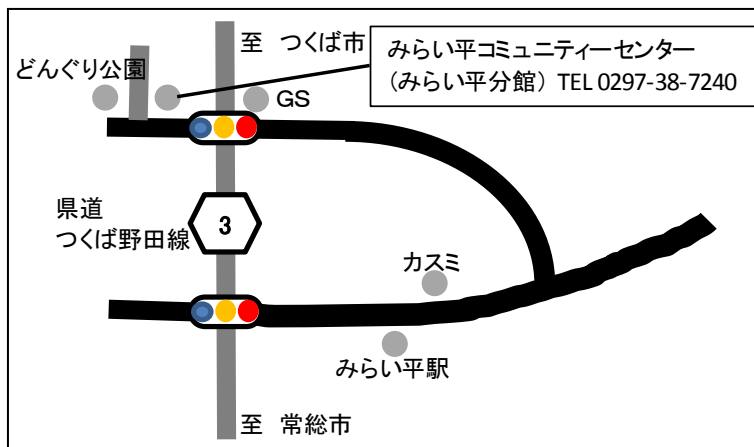 至 つくば市
みらい平コミュニティーセンター
(みらい平分館) TEL 0297-38-7240
どんぐり公園
GS
県道
つくば野田線
3
カスミ
みらい平駅
至 常総市